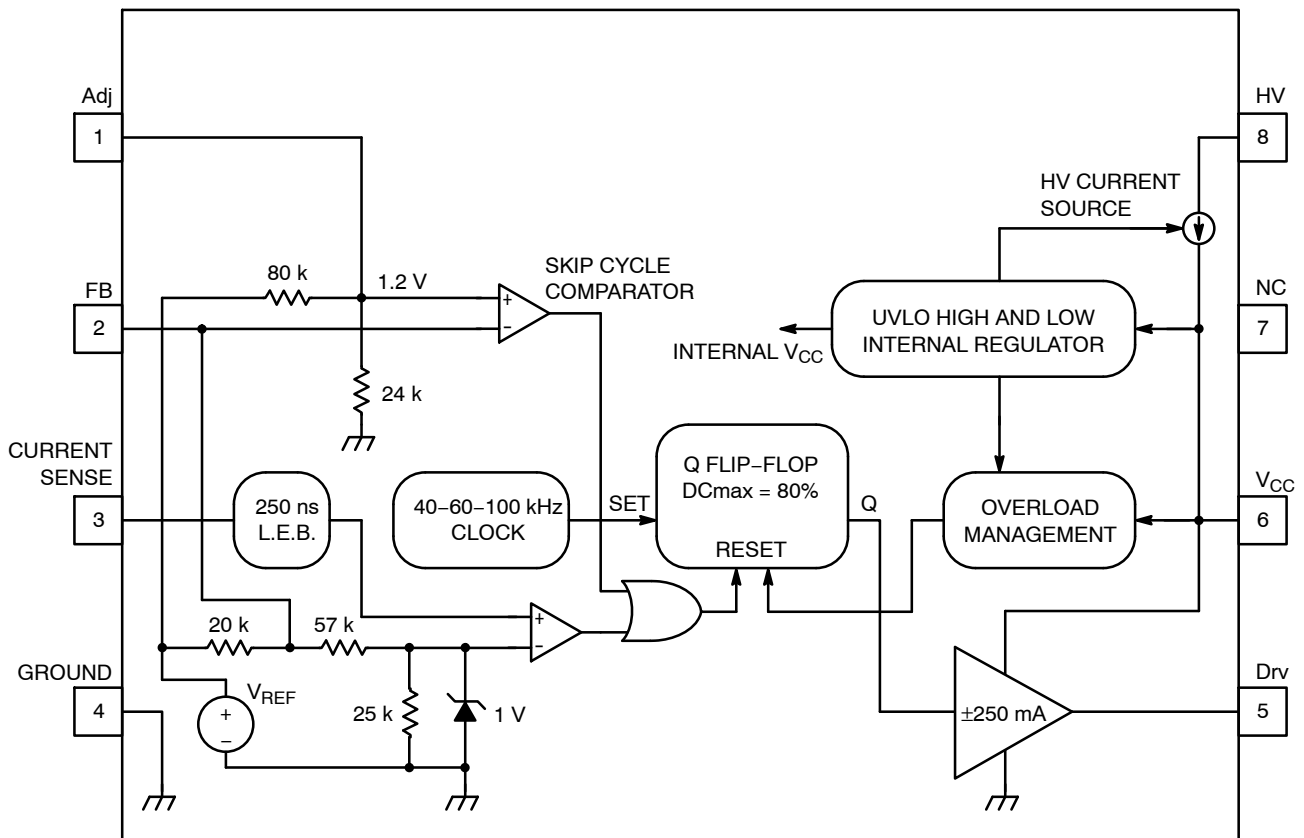 Adj
1
HV
8
HV CURRENT
SOURCE
80 k
1.2 V
SKIP CYCLE
COMPARATOR
FB
2
+
−
UVLO HIGH AND LOW
INTERNAL REGULATOR
NC
7
INTERNAL VCC
24 k
CURRENT
SENSE
3
250 ns
L.E.B.
40−60−100 kHz
CLOCK
SET
Q FLIP−FLOP
DCmax = 80%
RESET
Q
OVERLOAD
MANAGEMENT
VCC
6
20 k
57 k
+
−
GROUND
4
VREF
+
−
25 k
1 V
±250 mA
Drv
5